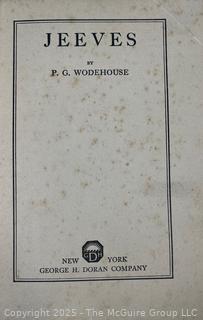 JEEVES
BY
P. G. WODEHOUSE
NEW D YORK
GEORGE H. DORAN COMPANY
Copyright © 2025 - The McGuire Group LLC